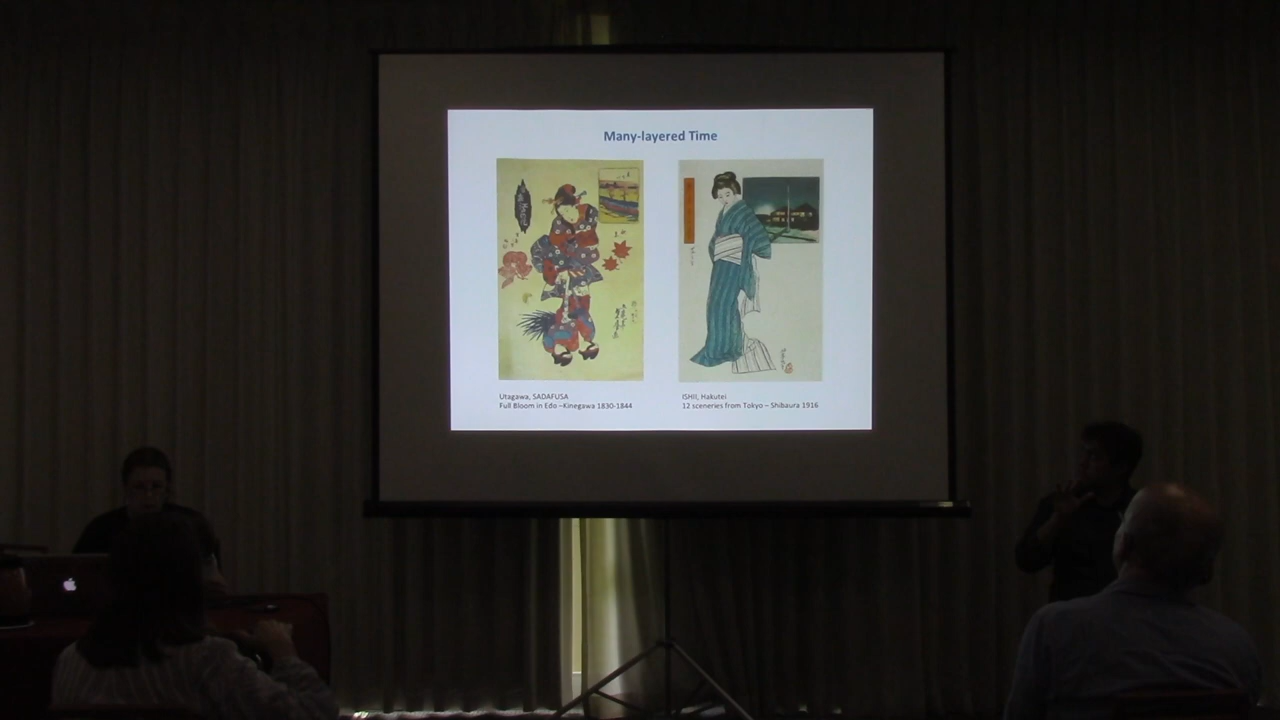 Many-layered Time
Utagawa, SADAFUSA
Full Bloom in Edo –Kinegawa 1830-1844
ISHII, Hakutei
12 sceneries from Tokyo – Shibaura 1916